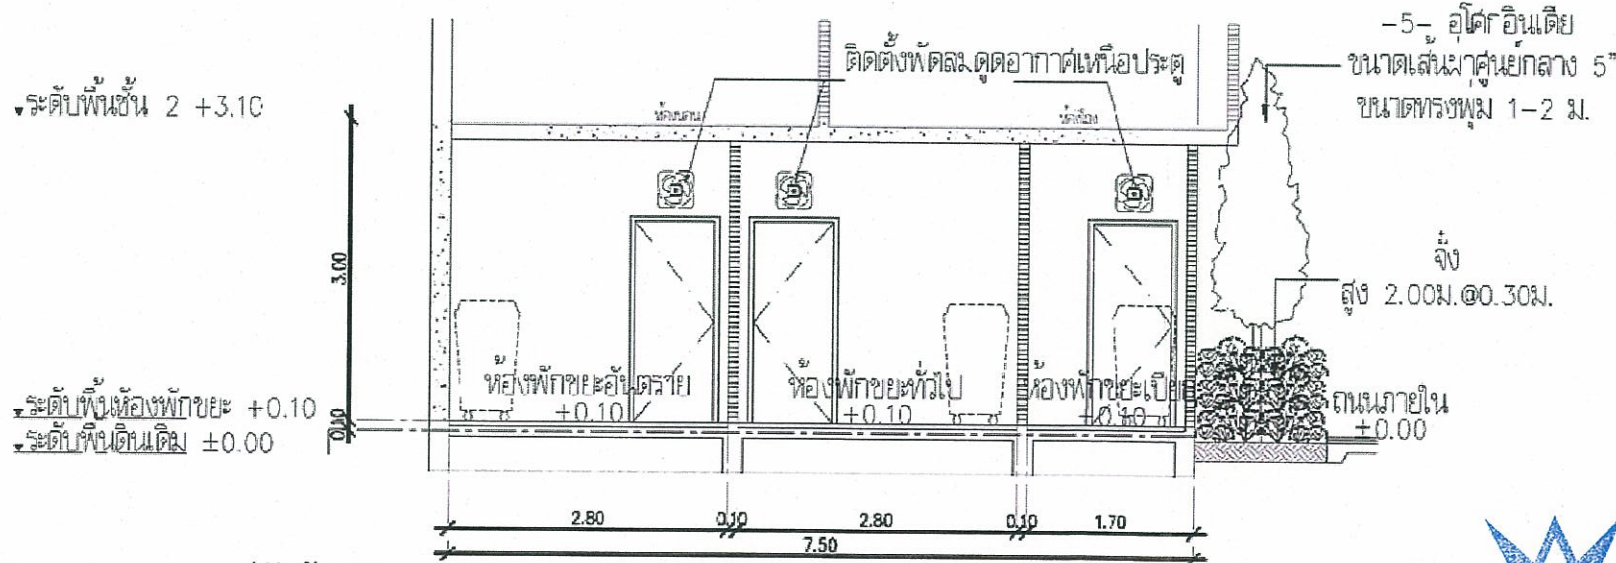 -5- อโศกอินเดีย
ขนาดเส้นผ่าศูนย์กลาง 5"
ขนาดทรงพุ่ม 1-2 ม.
ติดตั้งพัดลมดูดอากาศเหนือประตู
ระดับพื้นชั้น 2 +3.10
ห้องนอน
3.00
จั๋ง
สูง 2.00ม.@0.30ม.
ห้องพักขยะอันตราย
+0.10
ห้องพักขยะทั่วไป
+0.10
ห้องพักขยะเปียก
+0.10
ระดับพื้นห้องพักขยะ +0.10
ระดับพื้นดินเดิม ±0.00
0.10
ถนนภายใน
±0.00
2.80
0.10
2.80
0.10
1.70
7.50